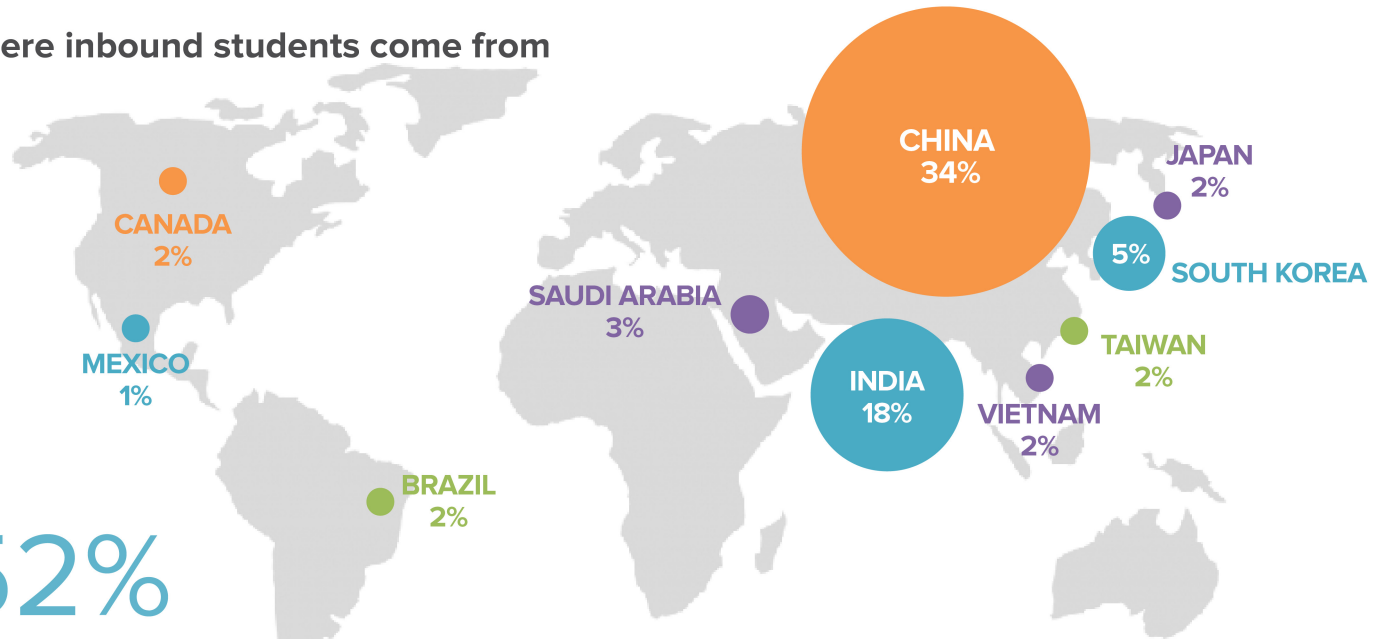 ere inbound students come from
CHINA
34%
JAPAN
2%
CANADA
2%
5%
SOUTH KOREA
SAUDI ARABIA
3%
MEXICO
1%
TAIWAN
2%
INDIA
18%
VIETNAM
2%
BRAZIL
2%
52%